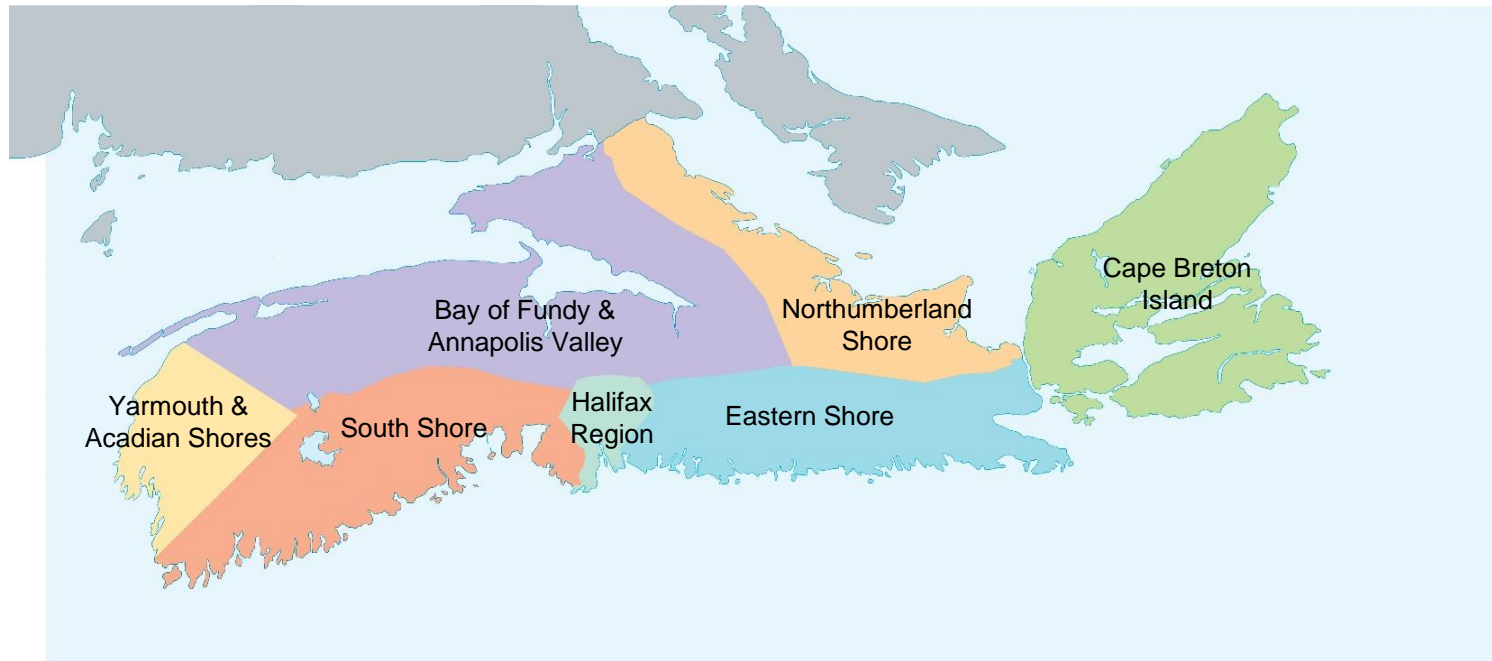 Cape Breton
Island
Bay of Fundy &
Annapolis Valley
Northumberland
Shore
Yarmouth &
Acadian Shores
South Shore
Halifax
Region
Eastern Shore